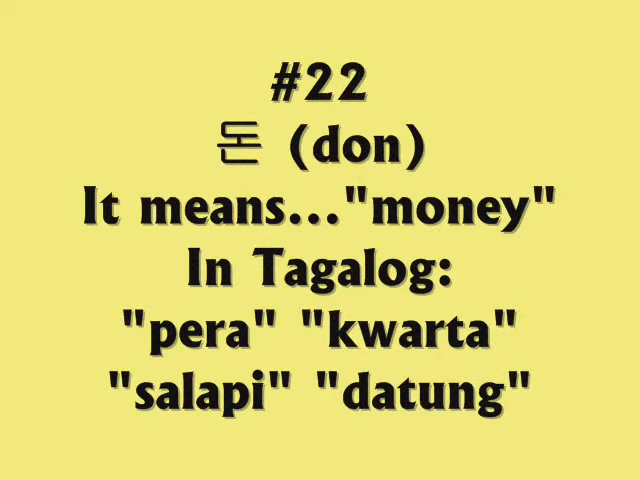 #22
돈 (don)
It means..."money"
In Tagalog:
"pera" "kwarta"
"salapi" "datung"